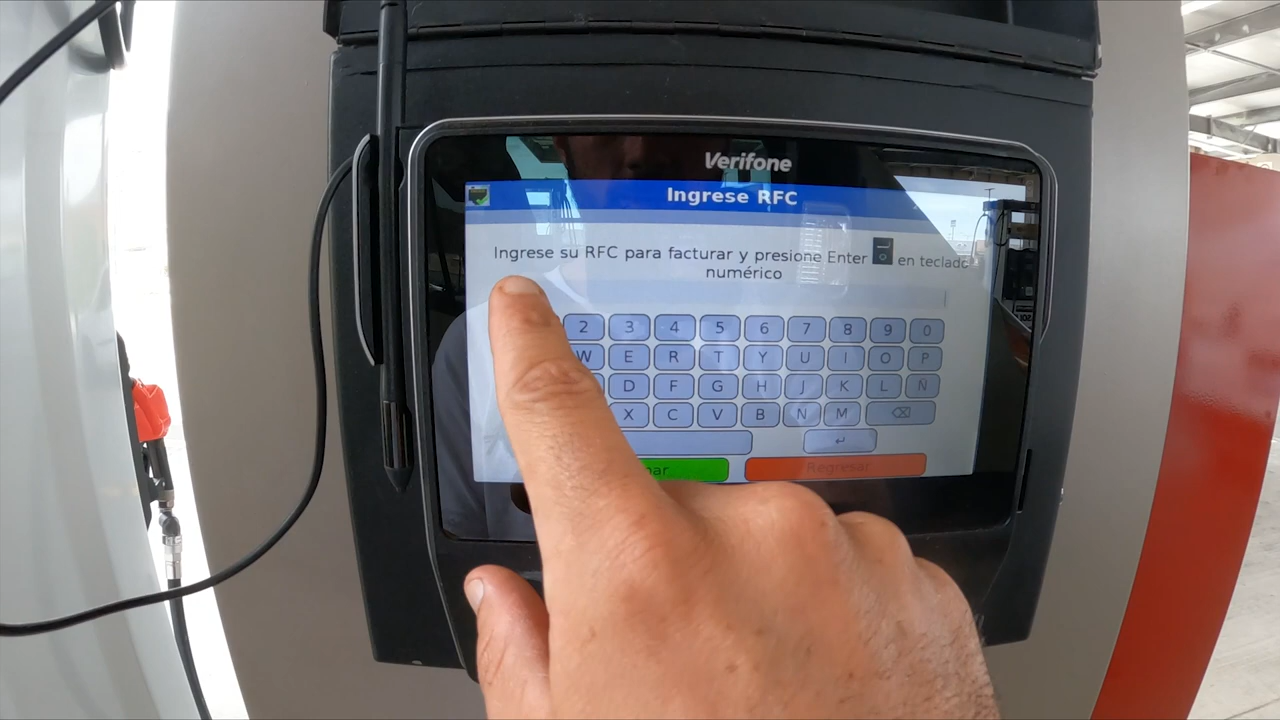 Verifone
Ingrese RFC
Ingrese su RFC para facturar y presione Enter en teclado
numérico
2 3 4 5 6 7 8 9 0
W E R T Y U I O P
D F G H J K L Ñ
X C V B N M
Regresar